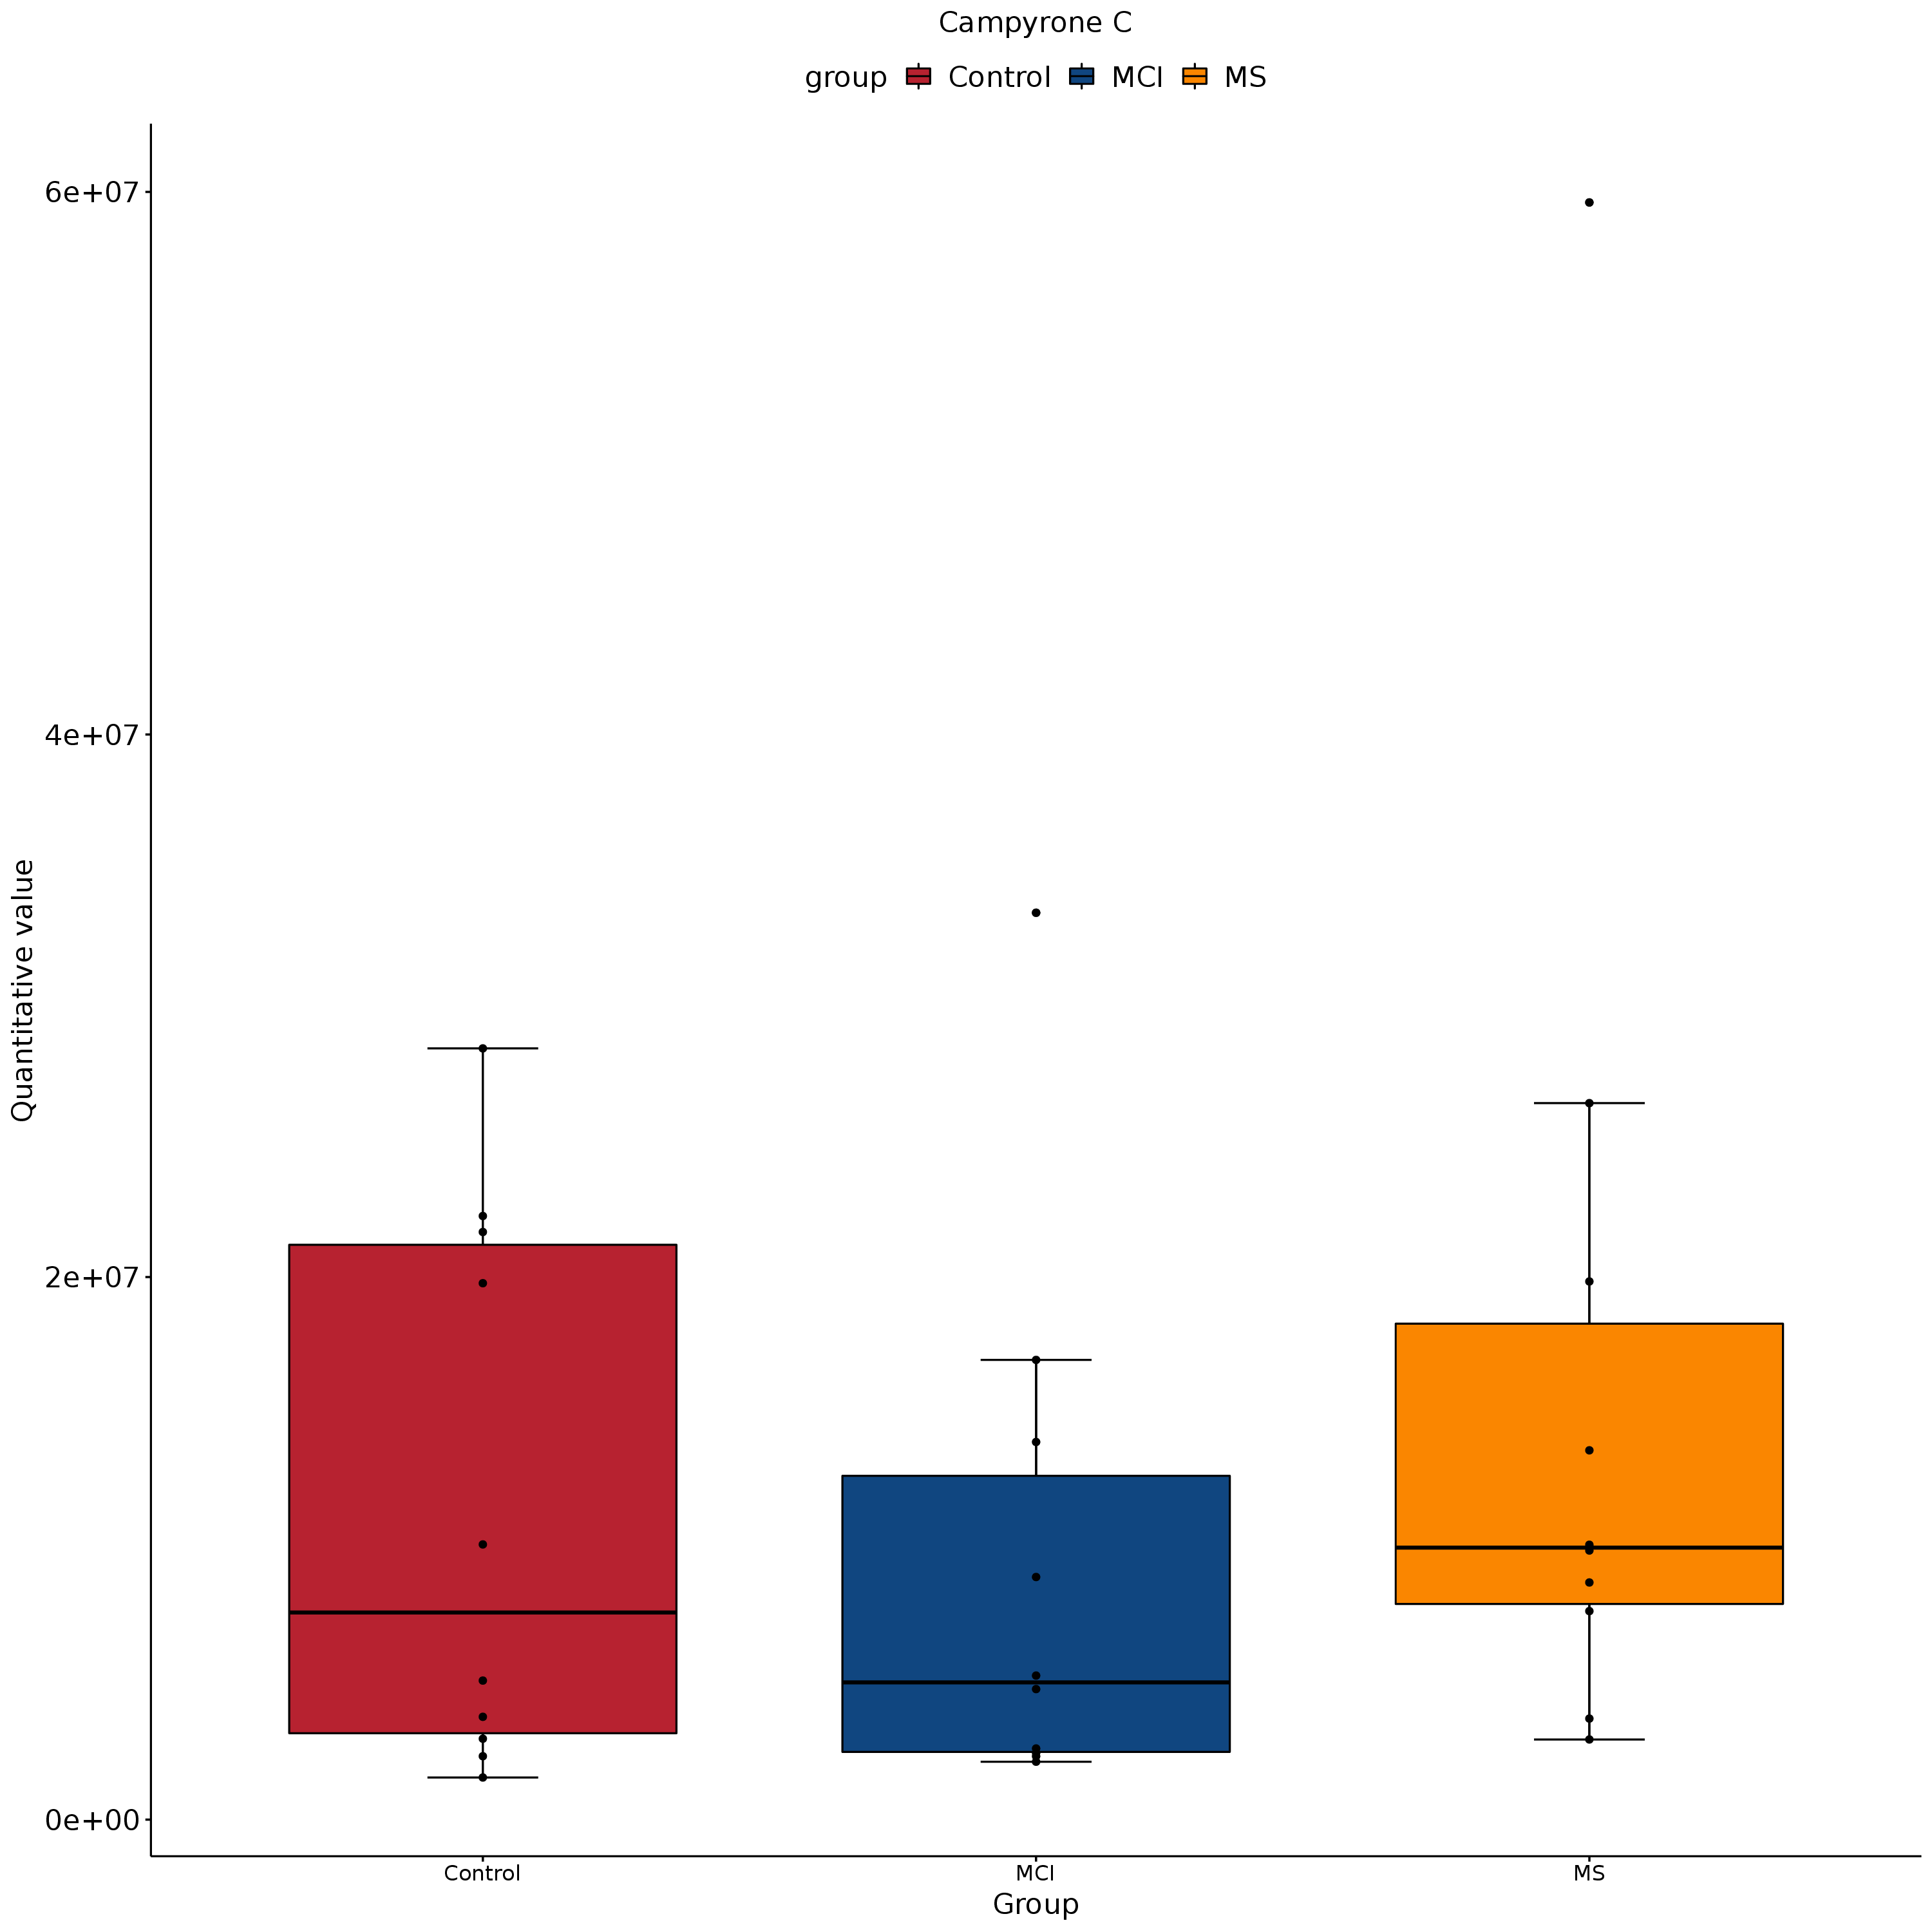 Campyrone C
group Control MCI MS
6e+07
4e+07
2e+07
0e+00
Quantitative value
Control MCI MS
Group